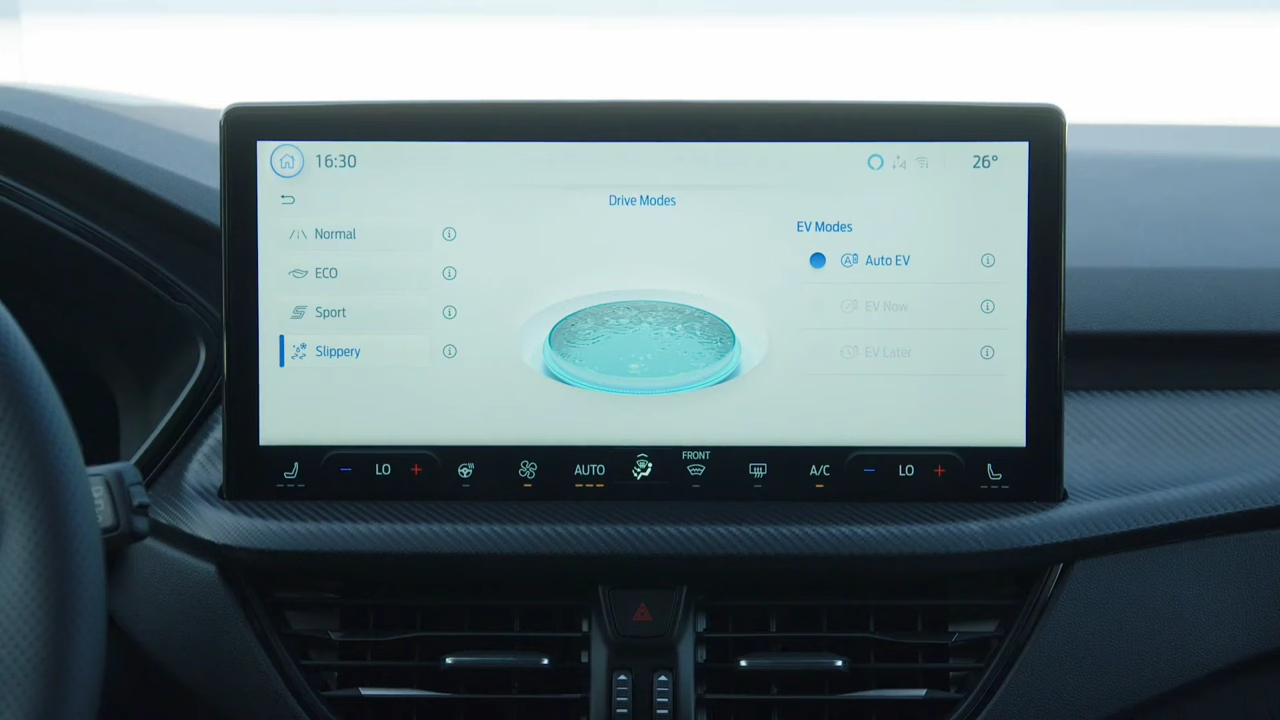 16:30
26°
Drive Modes
Normal
ECO
Sport
Slippery
EV Modes
Auto EV
EV Now
EV Later
LO
AUTO
FRONT
A/C
LO